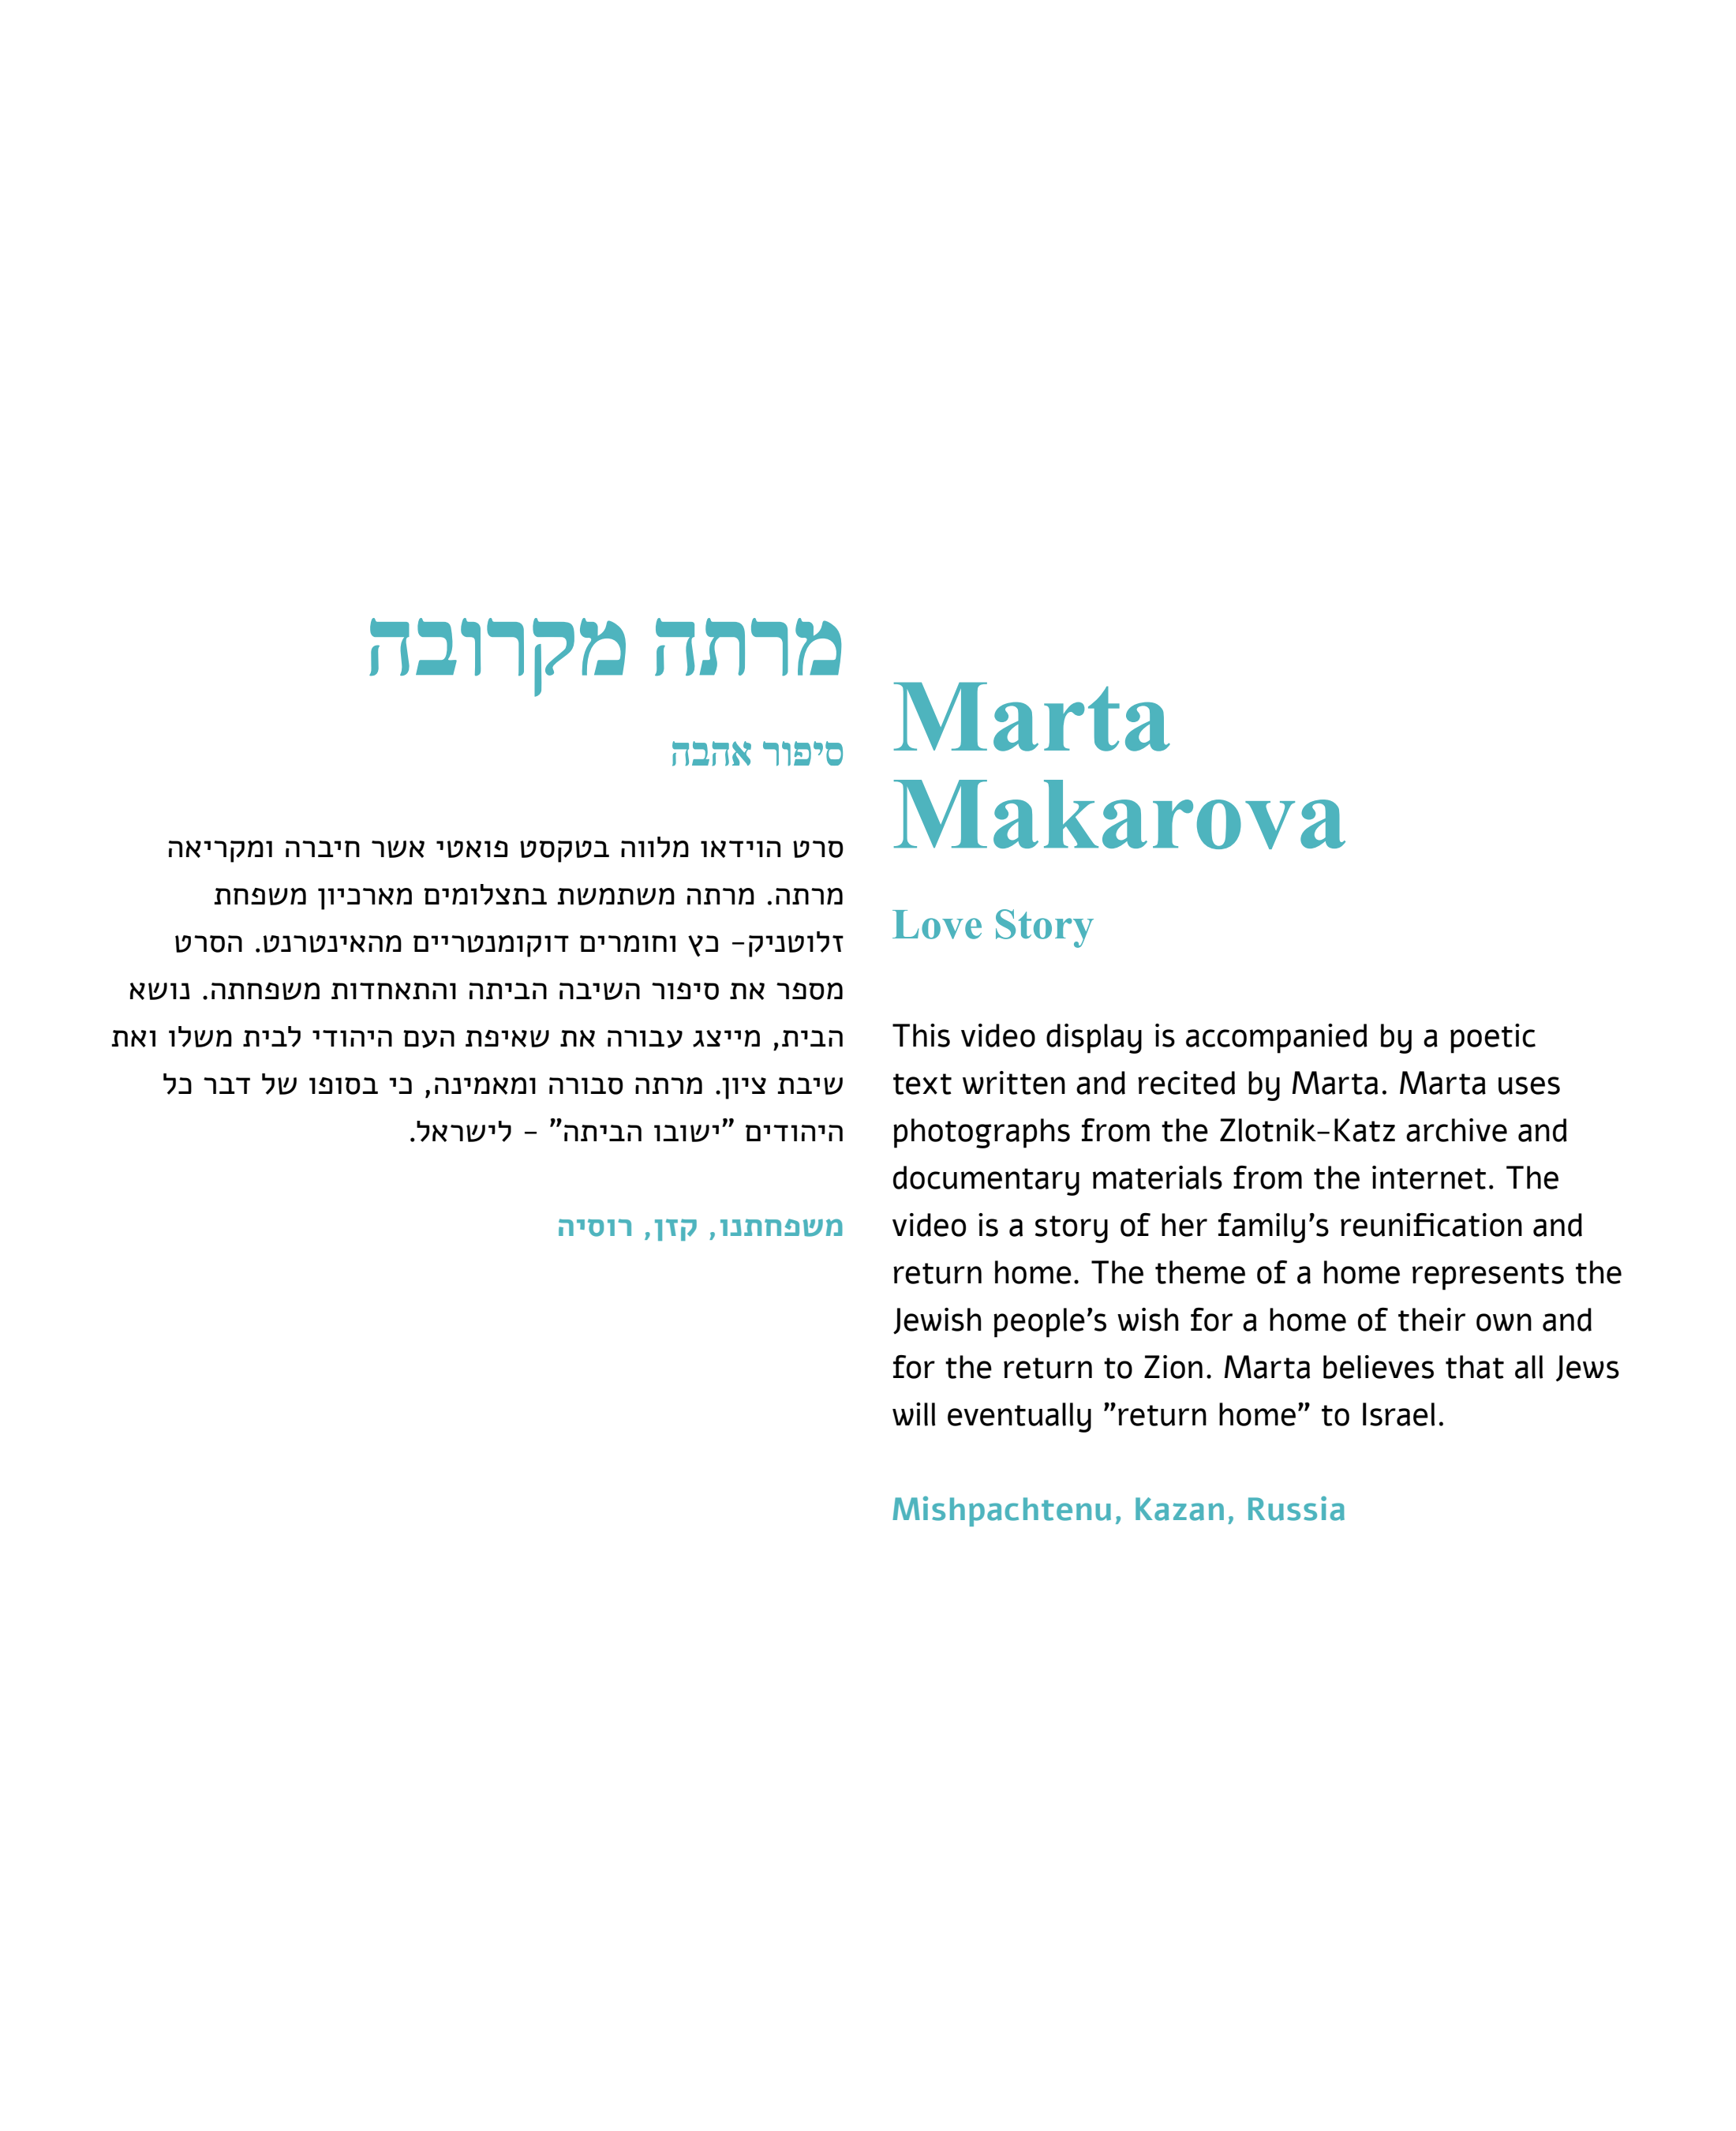 מרתה מקרובה
סיפור אהבה
סרט הוידאו מלווה בטקסט פואטי אשר חיברה ומקריאה
מרתה. מרתה משתמשת בתצלומים מארכיון משפחת
זלוטניק- כץ וחומרים דוקומנטריים מהאינטרנט. הסרט
מספר את סיפור השיבה הביתה והתאחדות משפחתה. נושא
הבית, מייצג עבורה את שאיפת העם היהודי לבית משלו ואת
שיבת ציון. מרתה סבורה ומאמינה, כי בסופו של דבר כל
היהודים ״ישובו הביתה״ - לישראל.
משפחתנו, קזן, רוסיה
Marta
Makarova
Love Story
This video display is accompanied by a poetic
text written and recited by Marta. Marta uses
photographs from the Zlotnik-Katz archive and
documentary materials from the internet. The
video is a story of her family’s reunification and
return home. The theme of a home represents the
Jewish people’s wish for a home of their own and
for the return to Zion. Marta believes that all Jews
will eventually ”return home” to Israel.
Mishpachtenu, Kazan, Russia